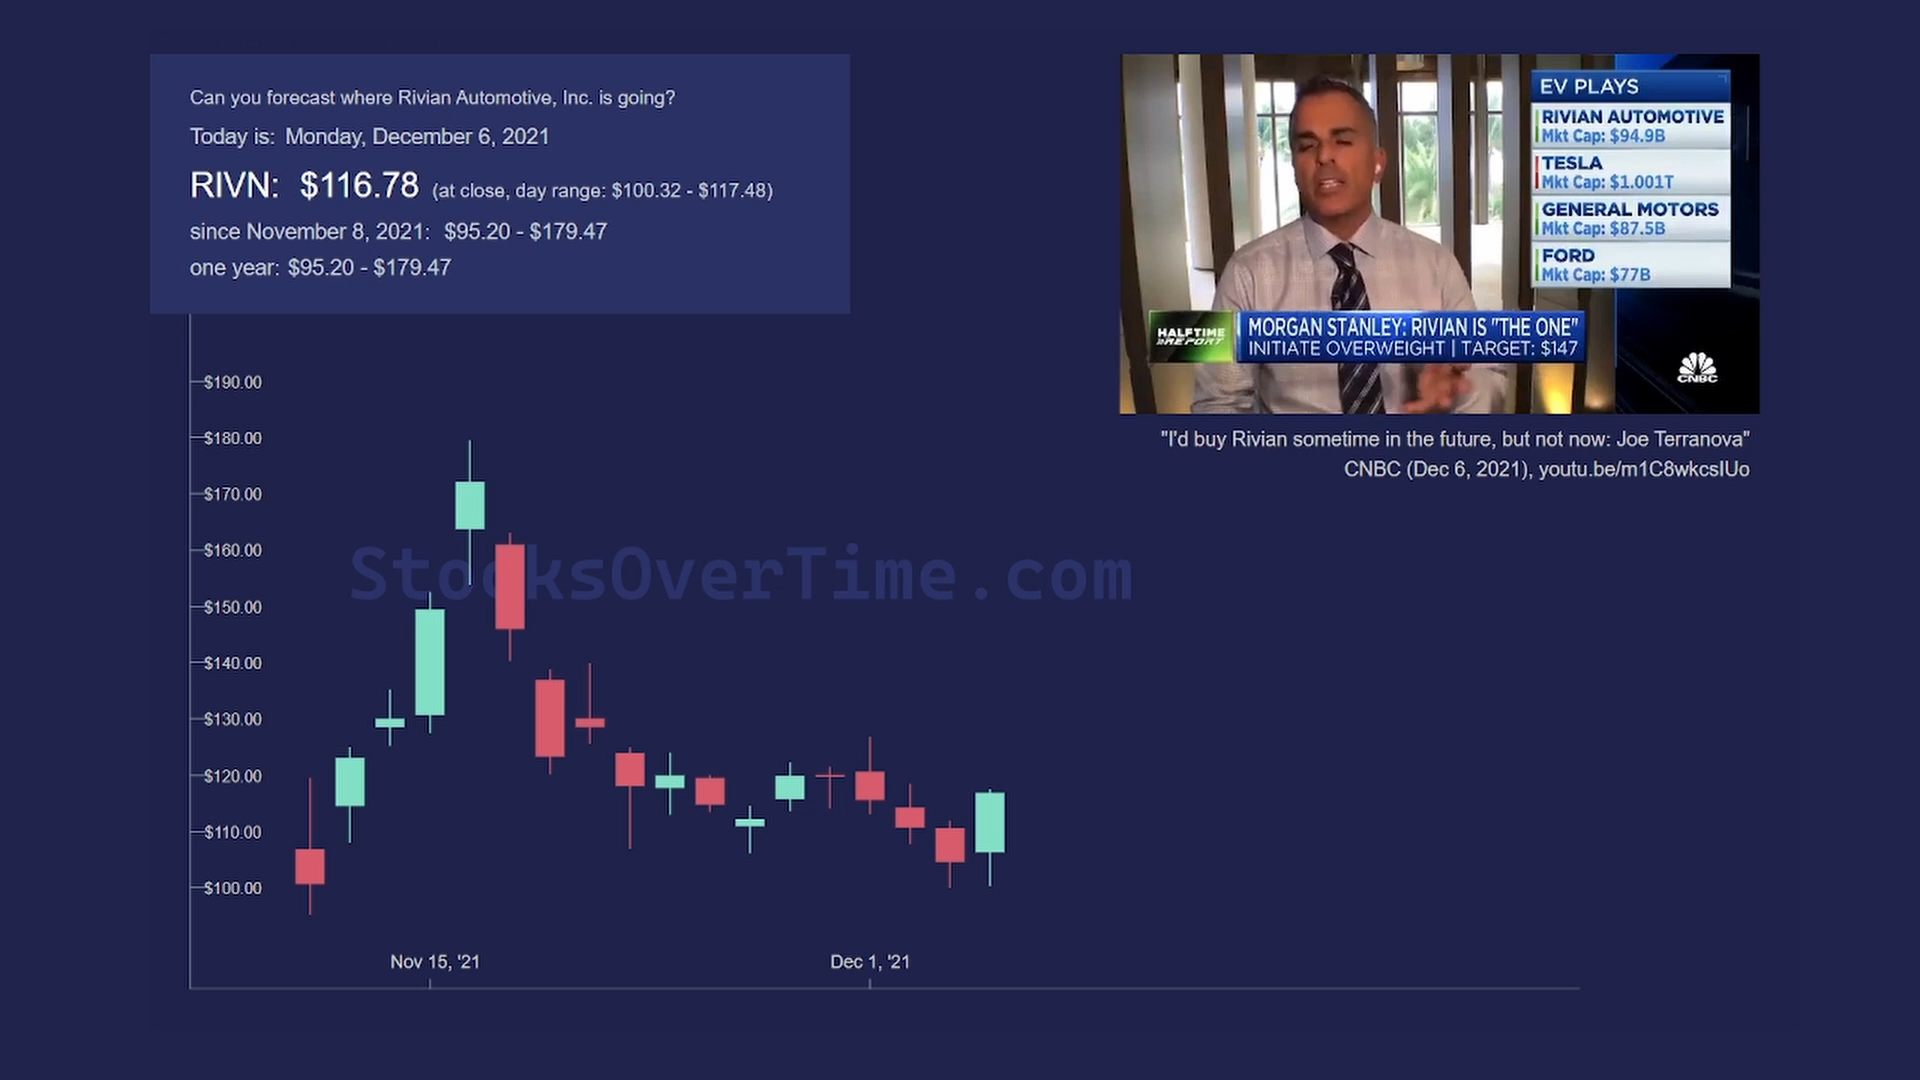 Can you forecast where Rivian Automotive, Inc. is going?
Today is: Monday, December 6, 2021
RIVN: $116.78 (at close, day range: $100.32 - $117.48)
since November 8, 2021: $95.20 - $179.47
one year: $95.20 - $179.47
EV PLAYS
RIVIAN AUTOMOTIVE
Mkt Cap: $94.9B
TESLA
Mkt Cap: $1.001T
GENERAL MOTORS
Mkt Cap: $87.5B
FORD
Mkt Cap: $77B
HALFTIME
REPORT
MORGAN STANLEY: RIVIAN IS "THE ONE"
INITIATE OVERWEIGHT | TARGET: $147
CNBC
"I'd buy Rivian sometime in the future, but not now: Joe Terranova"
CNBC (Dec 6, 2021), youtu.be/m1C8wkcsIUo
$190.00
$180.00
$170.00
$160.00
$150.00
$140.00
$130.00
$120.00
$110.00
$100.00
StocksOverTime.com
Nov 15, '21
Dec 1, '21